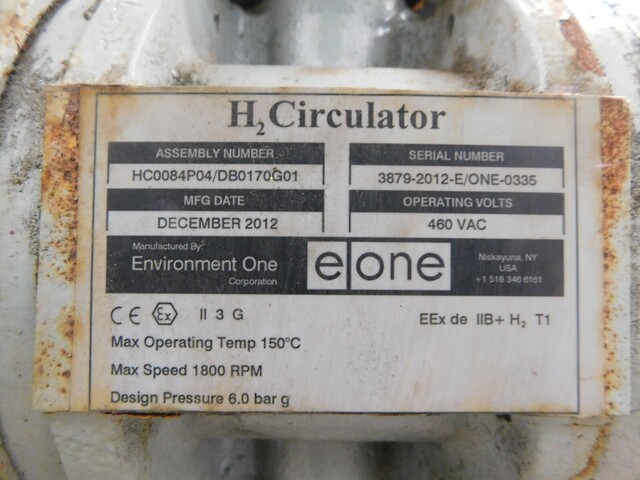 H₂Circulator
ASSEMBLY NUMBER
HC0084P04/DB0170G01
SERIAL NUMBER
3879-2012-E/ONE-0335
MFG DATE
DECEMBER 2012
OPERATING VOLTS
460 VAC
Manufactured By:
Environment One
Corporation
e|one
Niskayuna, NY
USA
+1 518 346 6161
CE Ex II 3 G
EEx de IIB+ H₂ T1
Max Operating Temp 150°C
Max Speed 1800 RPM
Design Pressure 6.0 bar g